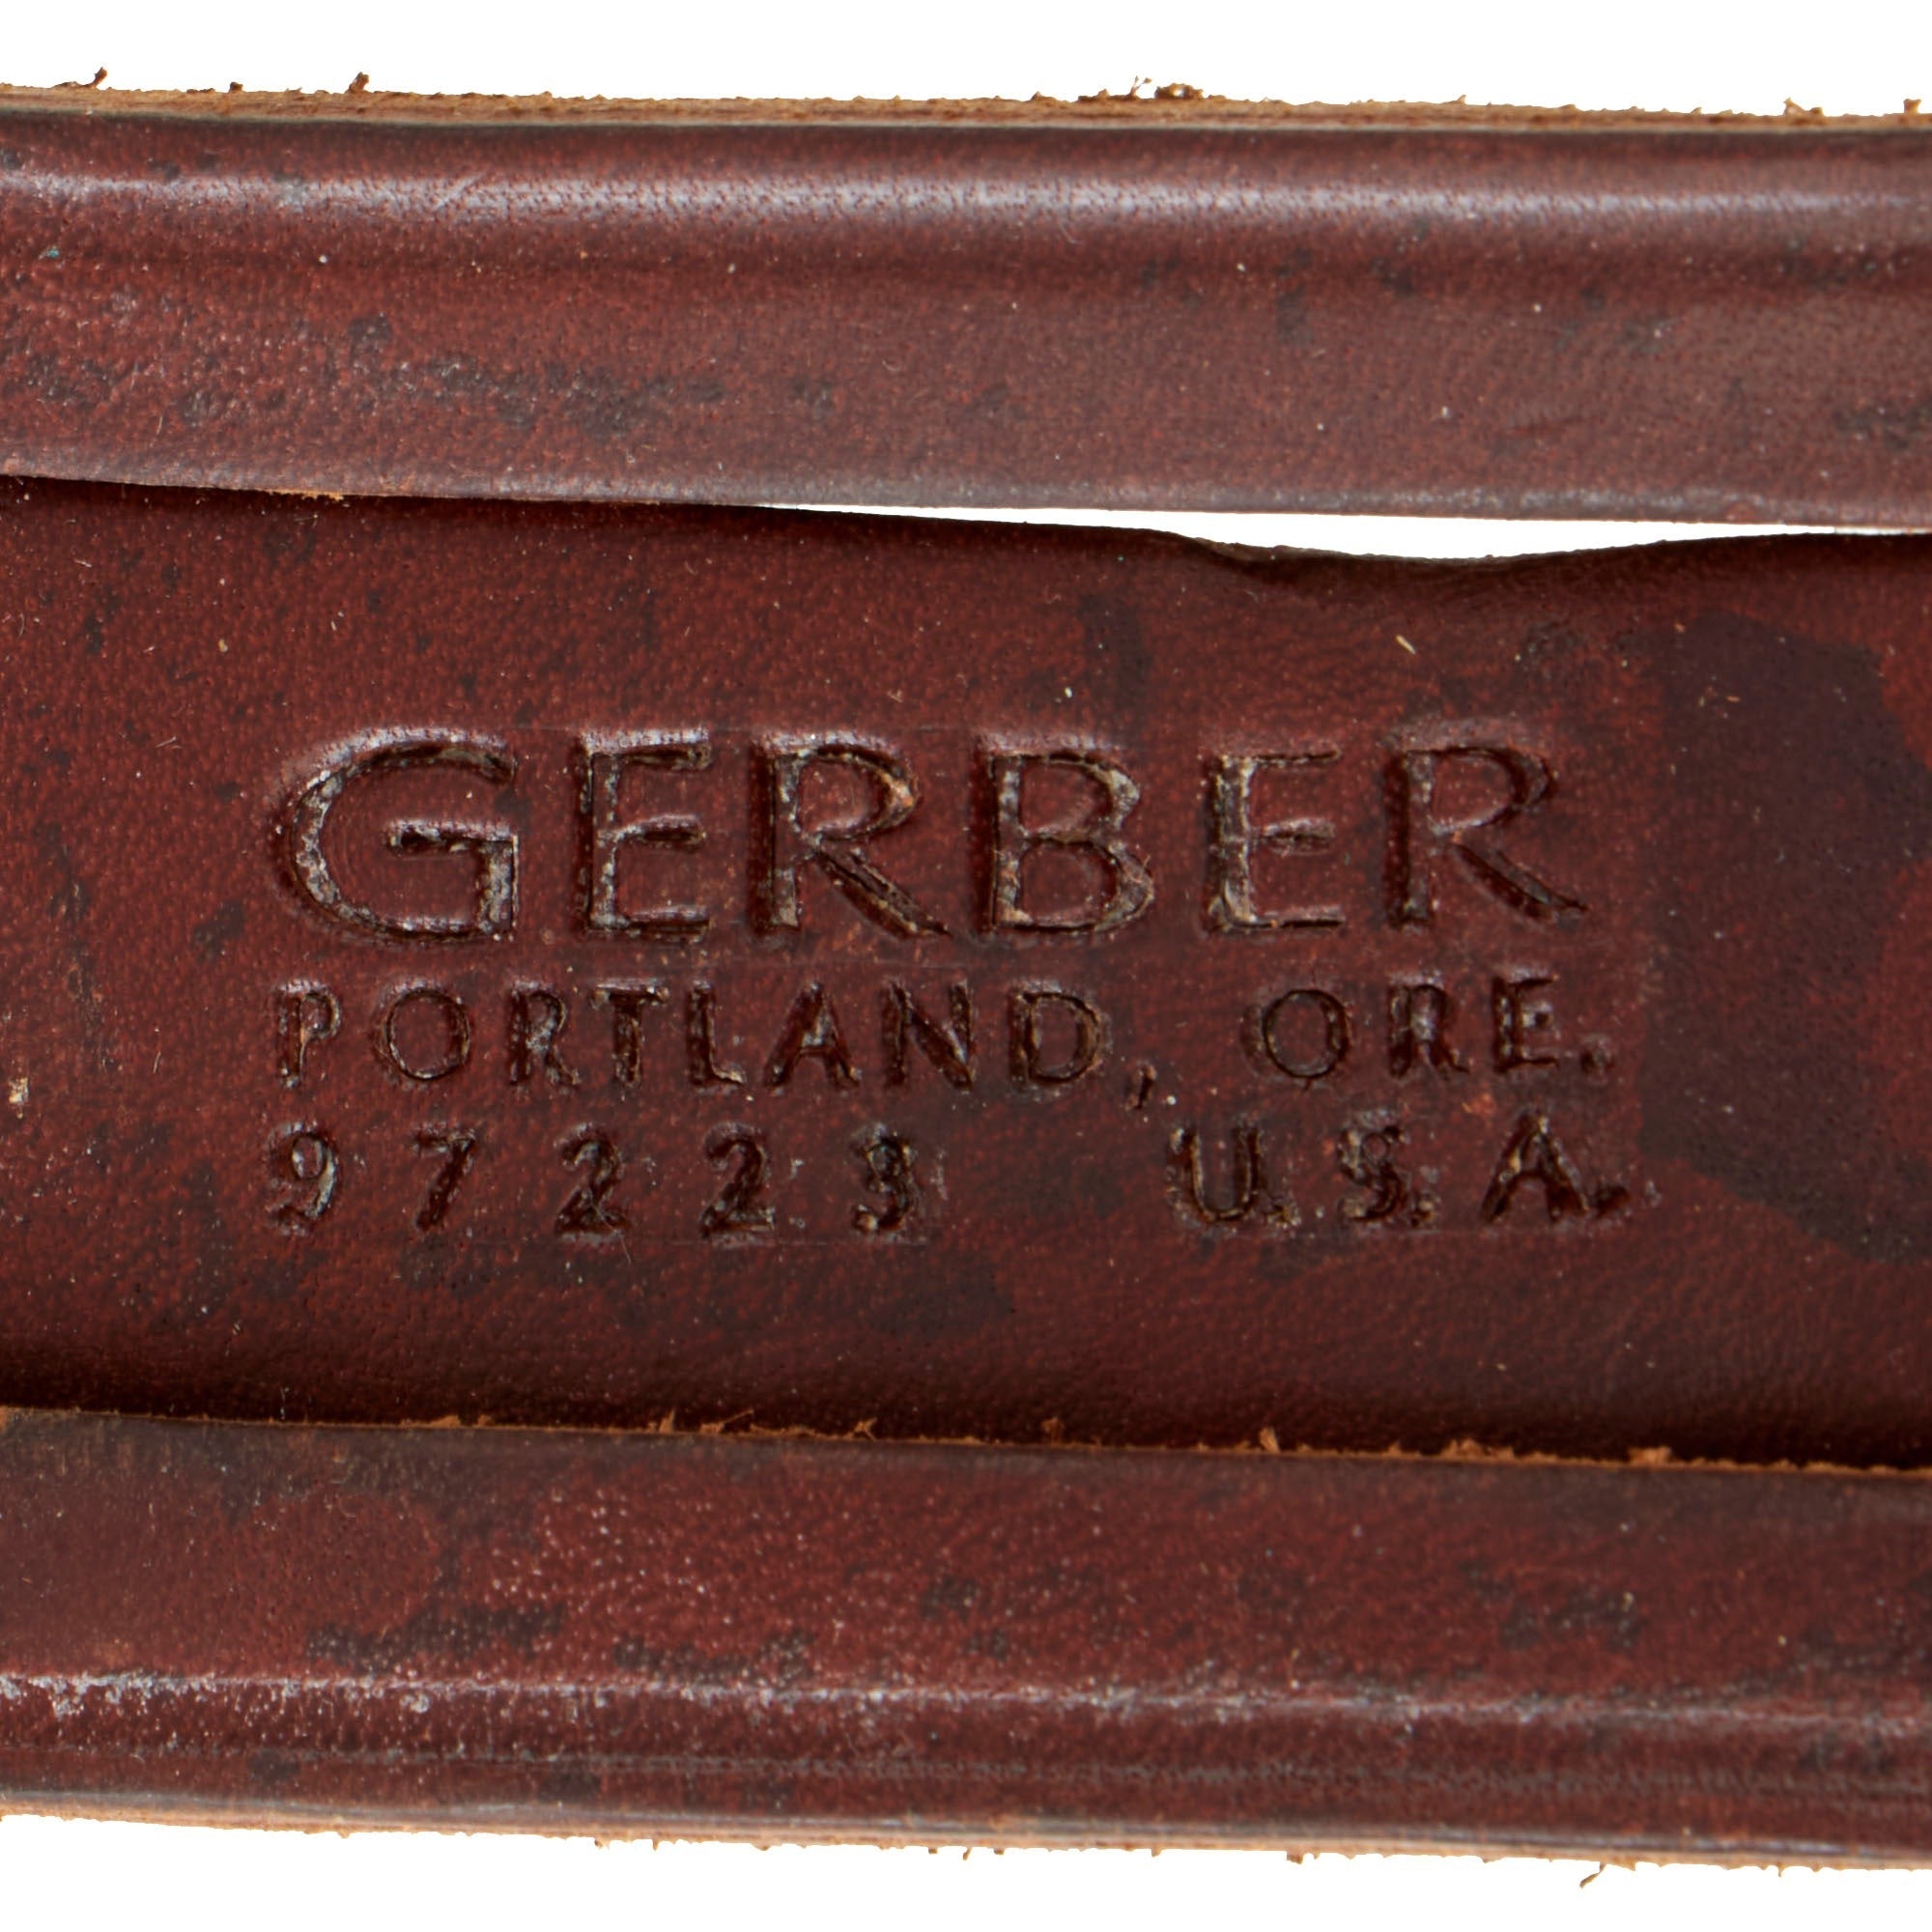 GERBER
PORTLAND, ORE.
97223 U.S.A.